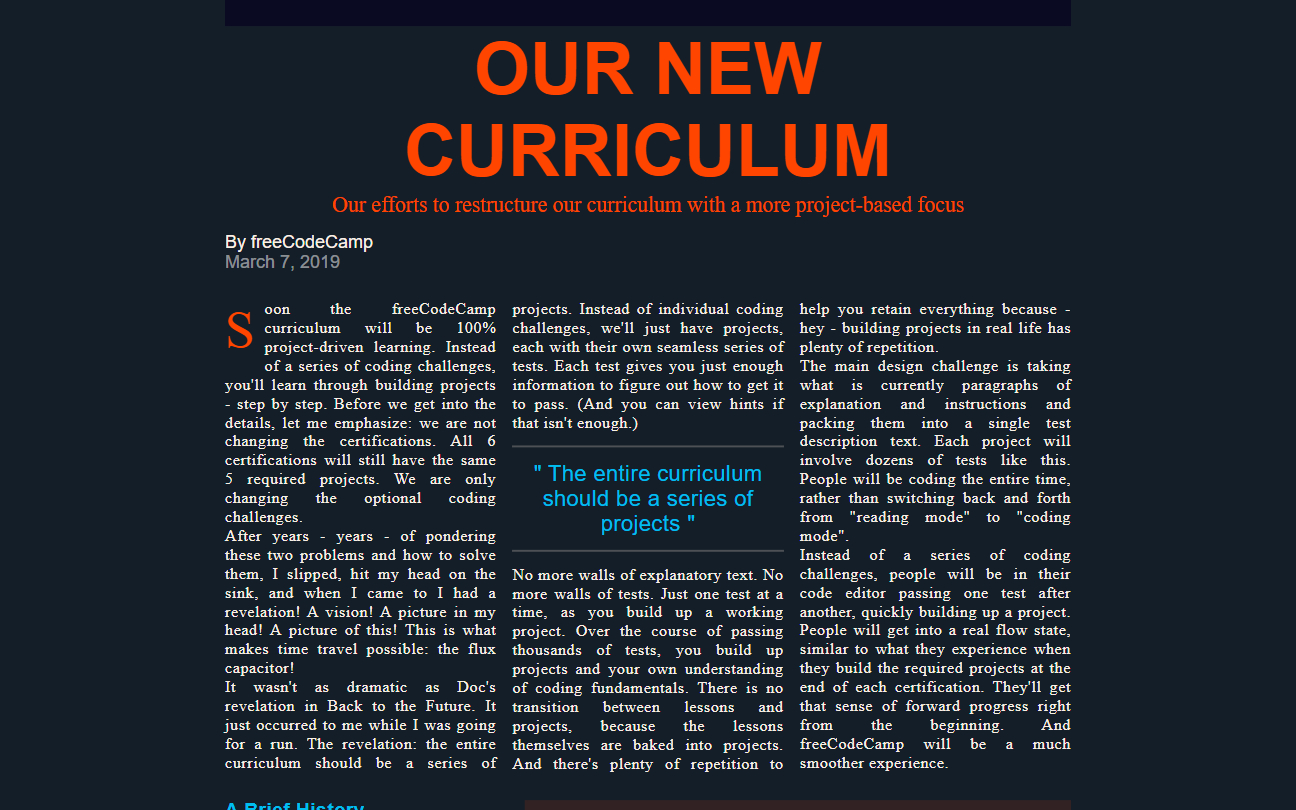 OUR NEW
CURRICULUM
Our efforts to restructure our curriculum with a more project-based focus
By freeCodeCamp
March 7, 2019
Soon the freeCodeCamp
curriculum will be 100%
project-driven learning. Instead
of a series of coding challenges,
you'll learn through building projects
- step by step. Before we get into the
details, let me emphasize: we are not
changing the certifications. All 6
certifications will still have the same
5 required projects. We are only
changing the optional coding
challenges.
After years - years - of pondering
these two problems and how to solve
them, I slipped, hit my head on the
sink, and when I came to I had a
revelation! A vision! A picture in my
head! A picture of this! This is what
makes time travel possible: the flux
capacitor!
It wasn't as dramatic as Doc's
revelation in Back to the Future. It
just occurred to me while I was going
for a run. The revelation: the entire
curriculum should be a series of
projects. Instead of individual coding
challenges, we'll just have projects,
each with their own seamless series of
tests. Each test gives you just enough
information to figure out how to get it
to pass. (And you can view hints if
that isn't enough.)
" The entire curriculum
should be a series of
projects "
No more walls of explanatory text. No
more walls of tests. Just one test at a
time, as you build up a working
project. Over the course of passing
thousands of tests, you build up
projects and your own understanding
of coding fundamentals. There is no
transition between lessons and
projects, because the lessons
themselves are baked into projects.
And there's plenty of repetition to
help you retain everything because -
hey - building projects in real life has
plenty of repetition.
The main design challenge is taking
what is currently paragraphs of
explanation and instructions and
packing them into a single test
description text. Each project will
involve dozens of tests like this.
People will be coding the entire time,
rather than switching back and forth
from "reading mode" to "coding
mode".
Instead of a series of coding
challenges, people will be in their
code editor passing one test after
another, quickly building up a project.
People will get into a real flow state,
similar to what they experience when
they build the required projects at the
end of each certification. They'll get
that sense of forward progress right
from the beginning. And
freeCodeCamp will be a much
smoother experience.
A Brief History